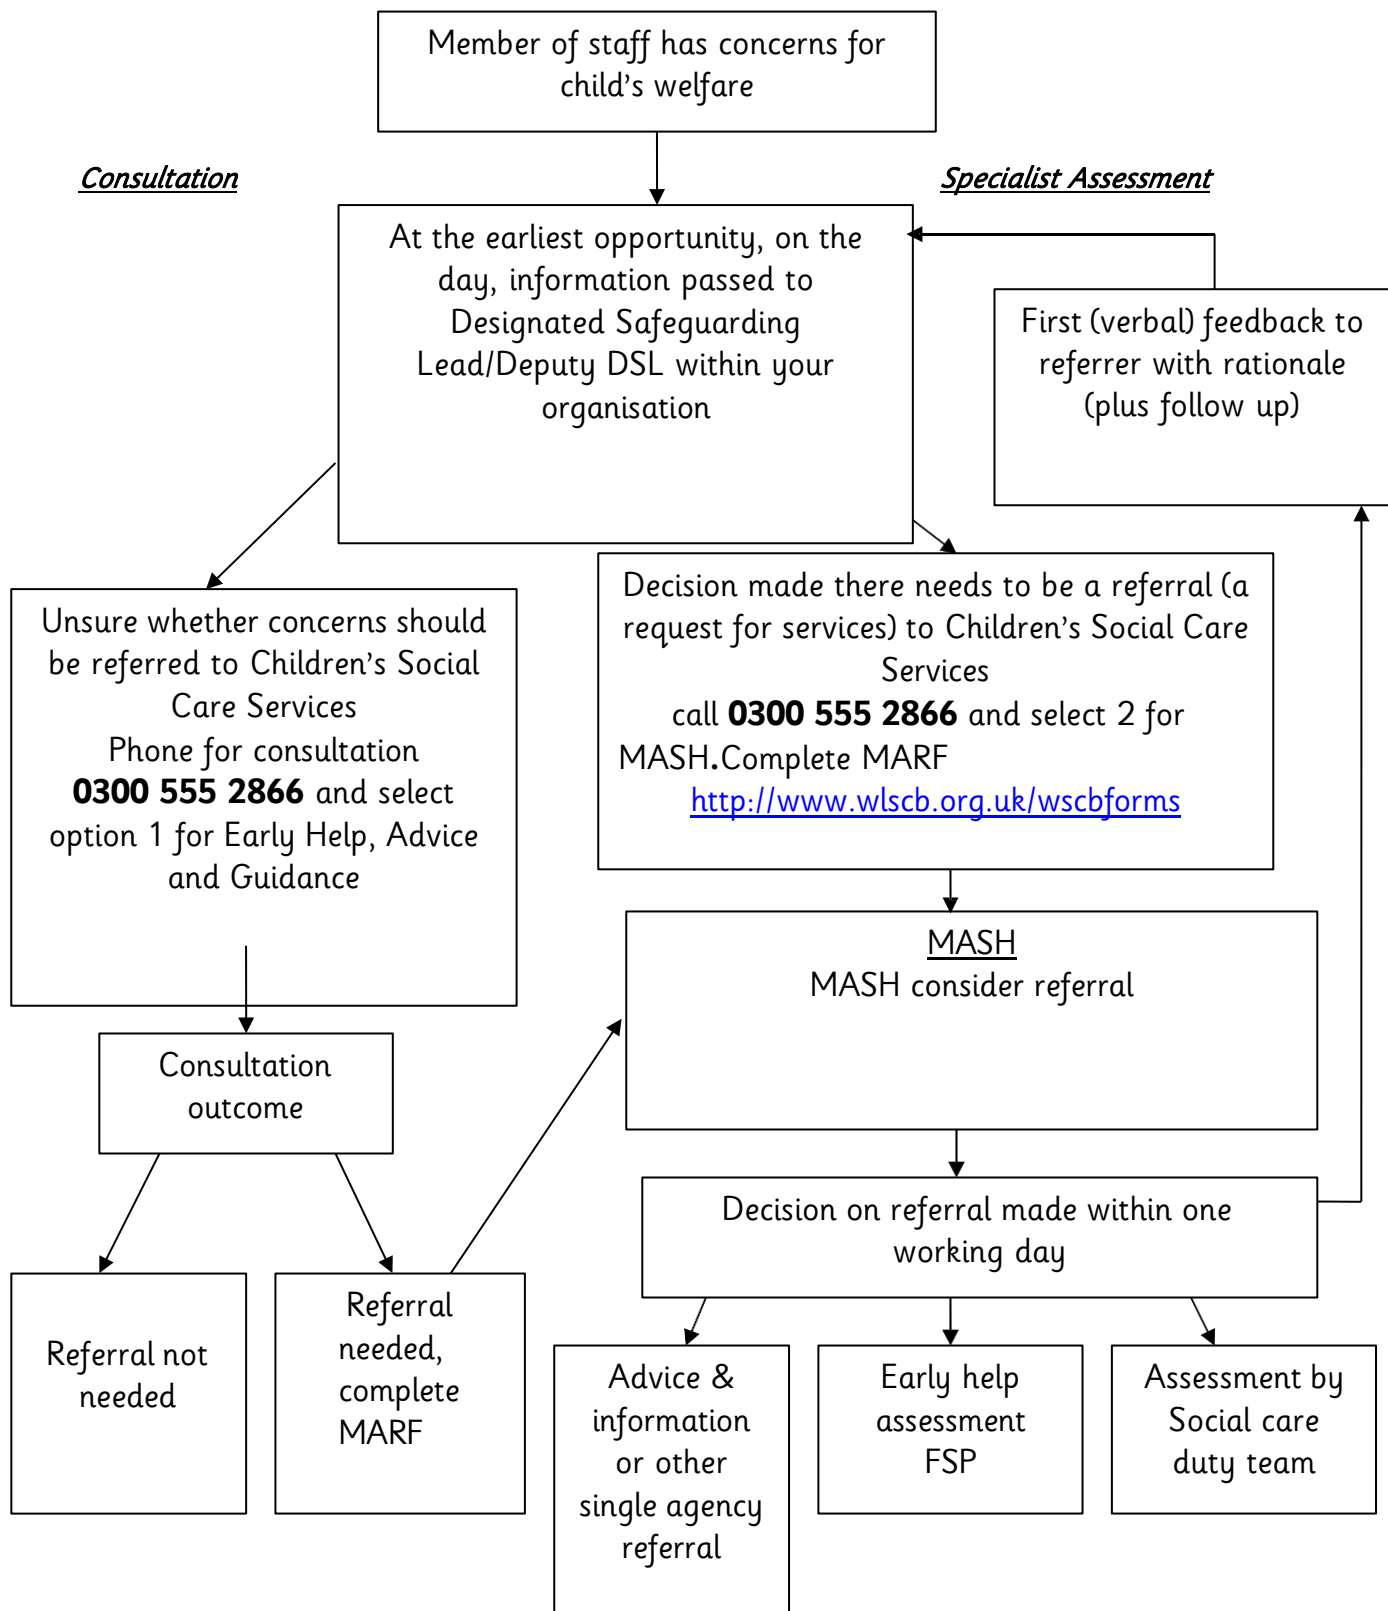 Member of staff has concerns for
child's welfare
Consultation
Specialist Assessment
At the earliest opportunity, on the
day, information passed to
Designated Safeguarding
Lead/Deputy DSL within your
organisation
First (verbal) feedback to
referrer with rationale
(plus follow up)
Unsure whether concerns should
be referred to Children's Social
Care Services
Phone for consultation
0300 555 2866 and select
option 1 for Early Help, Advice
and Guidance
Decision made there needs to be a referral (a
request for services) to Children's Social Care
Services
call 0300 555 2866 and select 2 for
MASH.Complete MARF
http://www.wlscb.org.uk/wscbforms
MASH
MASH consider referral
Consultation
outcome
Decision on referral made within one
working day
Referral not
needed
Referral
needed,
complete
MARF
Advice &
information
or other
single agency
referral
Early help
assessment
FSP
Assessment by
Social care
duty team